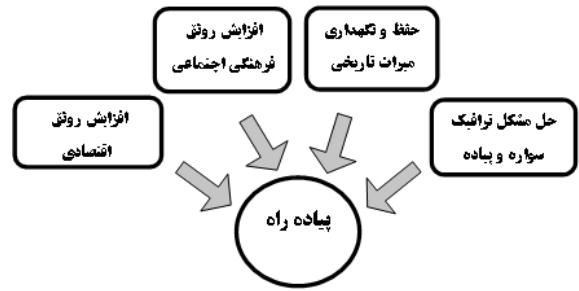 حفظ و نگهداری
میراث تاریخی
افزایش رونق
فرهنگی اجتماعی
حل مشکل ترافیک
سواره و پیاده
افزایش رونق
اقتصادی
پیاده راه